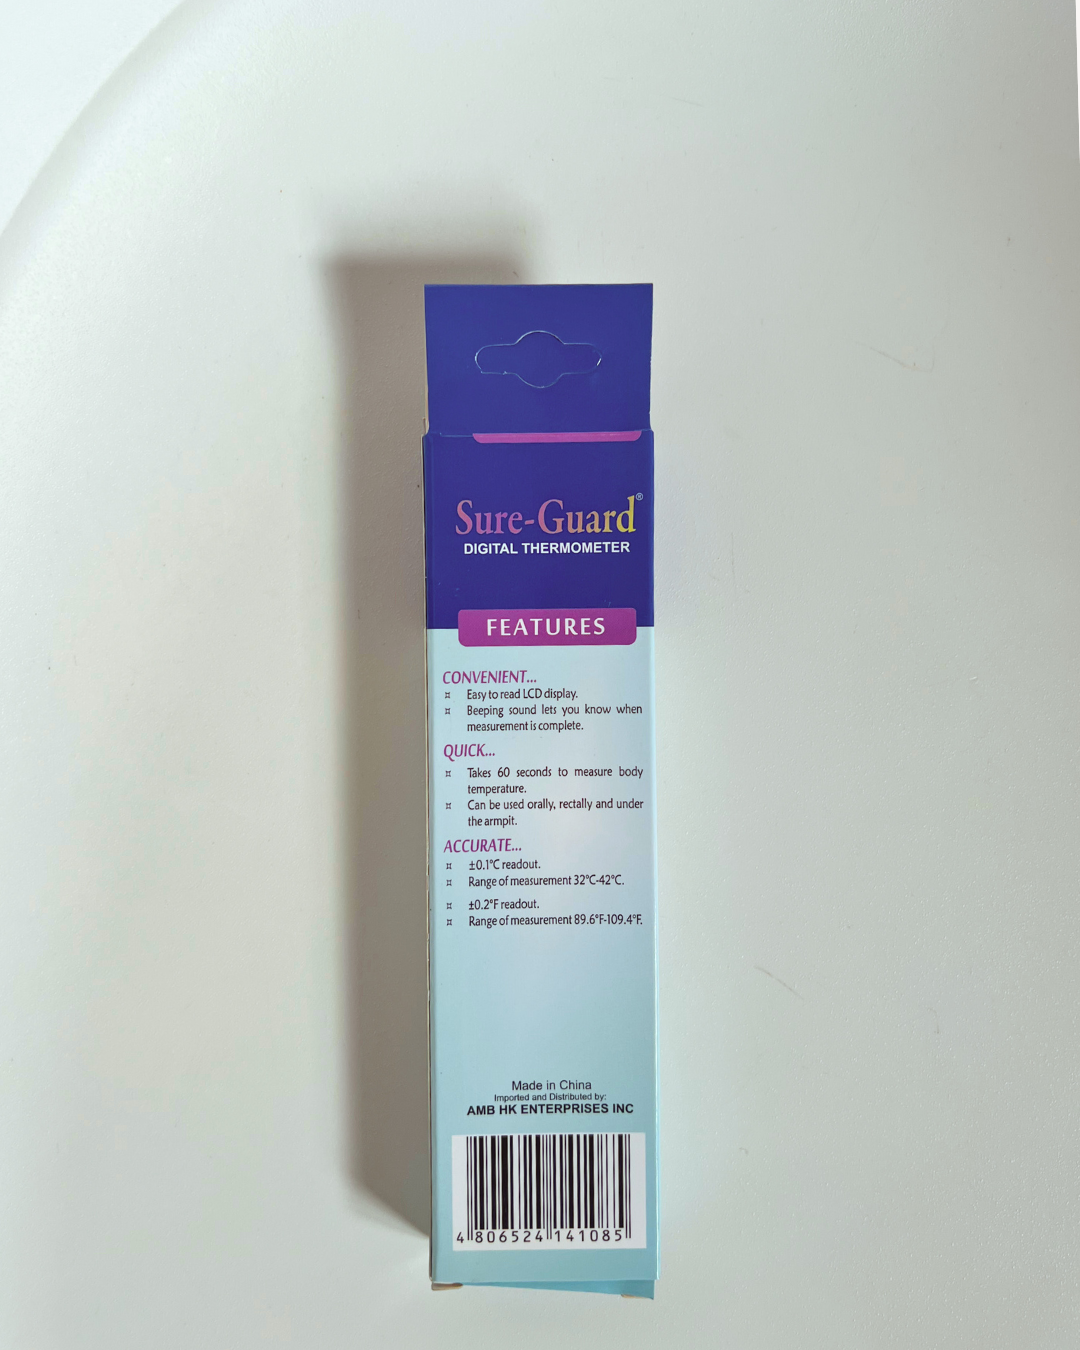 Sure-Guard®
DIGITAL THERMOMETER
FEATURES
CONVENIENT...
¤ Easy to read LCD display.
¤ Beeping sound lets you know when
measurement is complete.
QUICK...
¤ Takes 60 seconds to measure body
temperature.
¤ Can be used orally, rectally and under
the armpit.
ACCURATE...
¤ ±0.1°C readout.
¤ Range of measurement 32°C-42°C.
¤ ±0.2°F readout.
¤ Range of measurement 89.6°F-109.4°F.
Made in China
Imported and Distributed by:
AMB HK ENTERPRISES INC
4 806524 141085